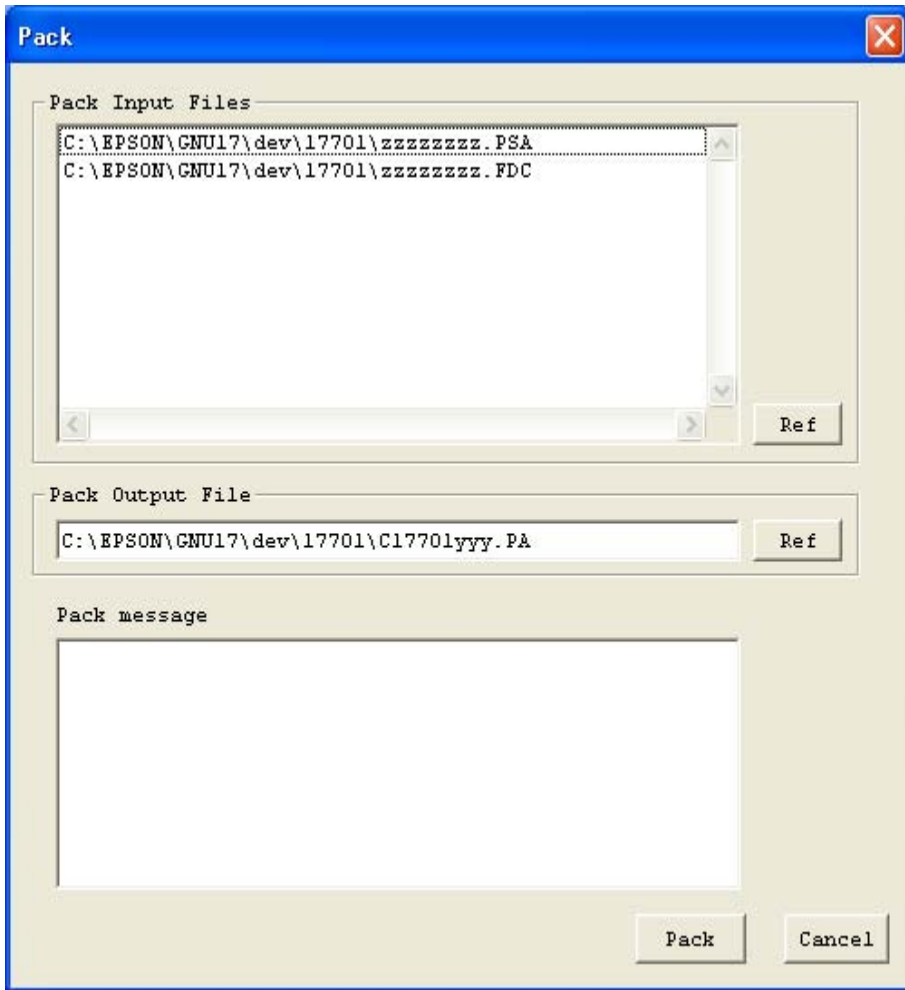 Pack
Pack Input Files
C:\EPSON\GNU17\dev\17701\zzzzzzzz.PSA
C:\EPSON\GNU17\dev\17701\zzzzzzzz.FDC
Ref
Pack Output File
C:\EPSON\GNU17\dev\17701\C17701yyy.PA
Ref
Pack message
Pack
Cancel